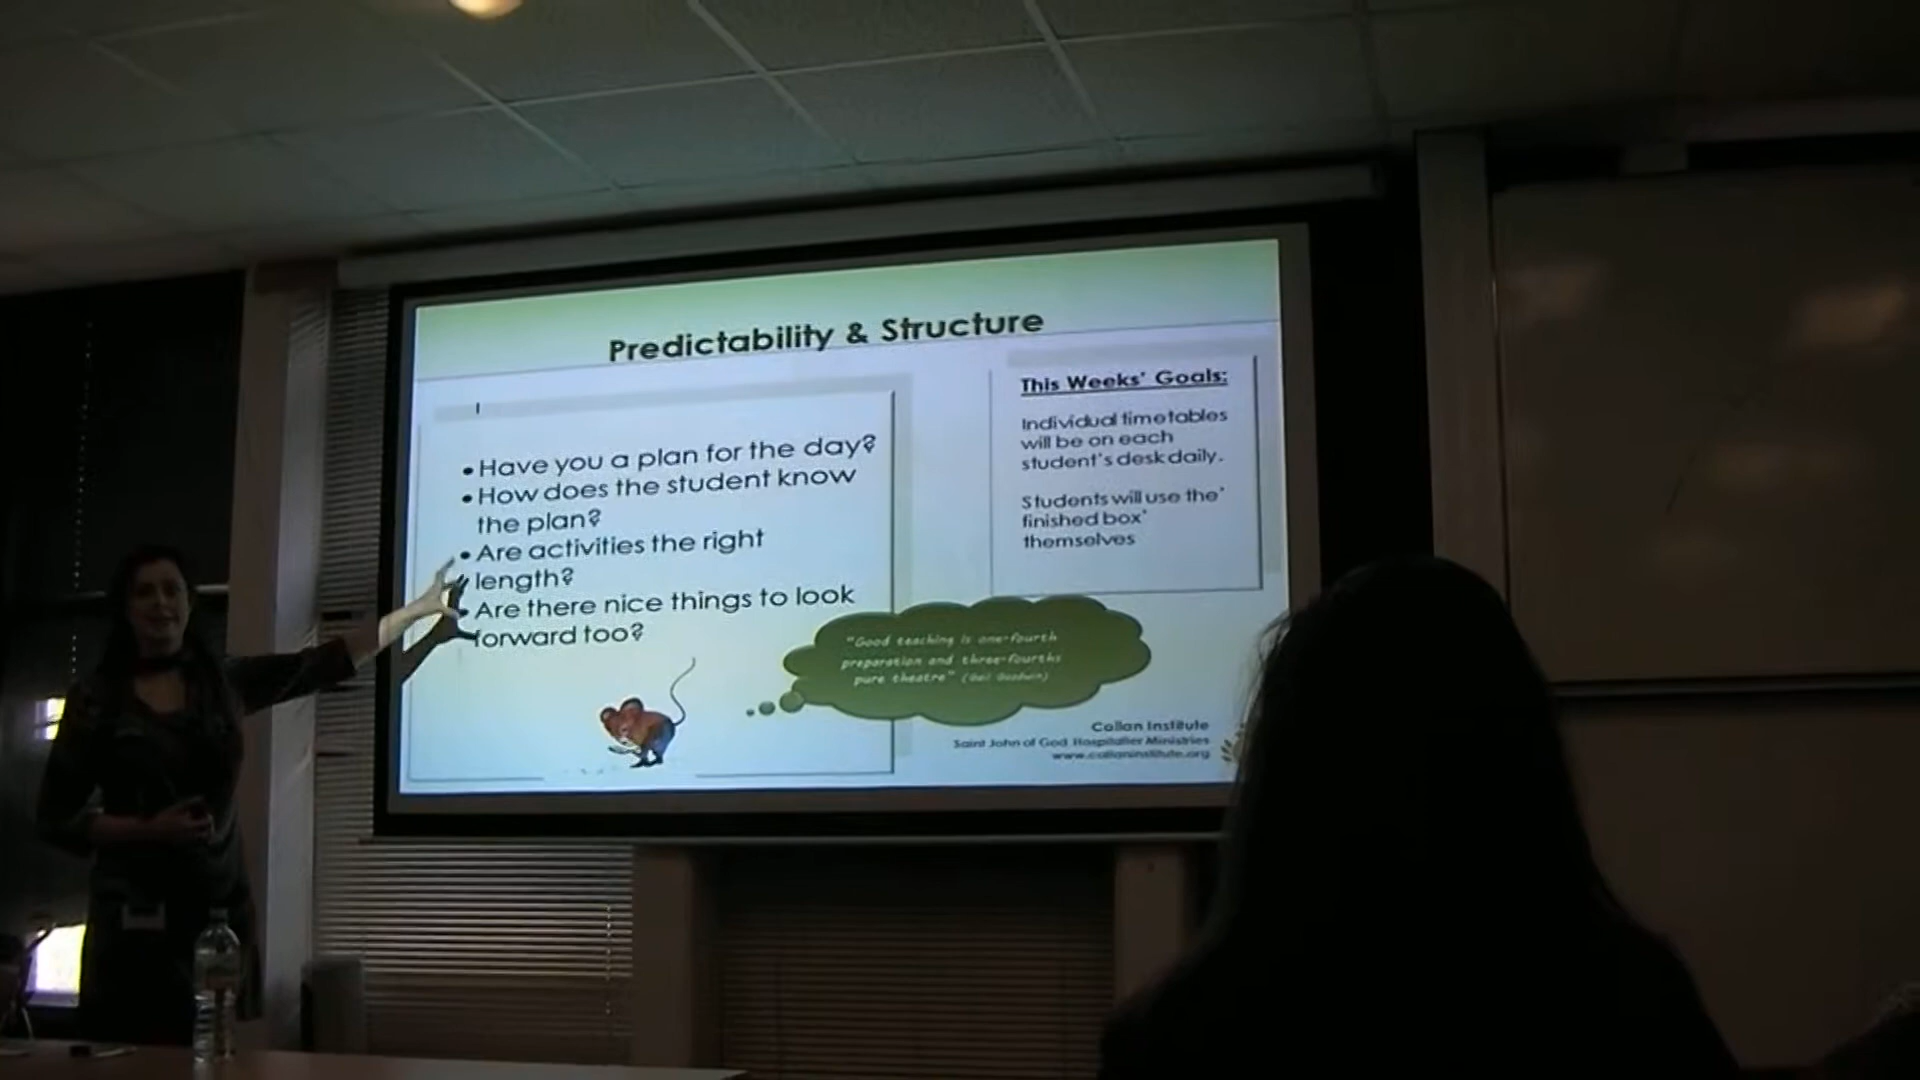 Predictability & Structure
• Have you a plan for the day?
• How does the student know
the plan?
• Are activities the right
length?
• Are there nice things to look
forward too?
This Weeks' Goals:
Individual timetables
will be on each
student's desk daily.
Students will use the'
finished box'
themselves
"Good teaching is one-fourth
preparation and three-fourths
pure theatre" (Gail Godwin)
Callan Institute
Saint John of God Hospitaller Ministries
www.callaninstitute.org